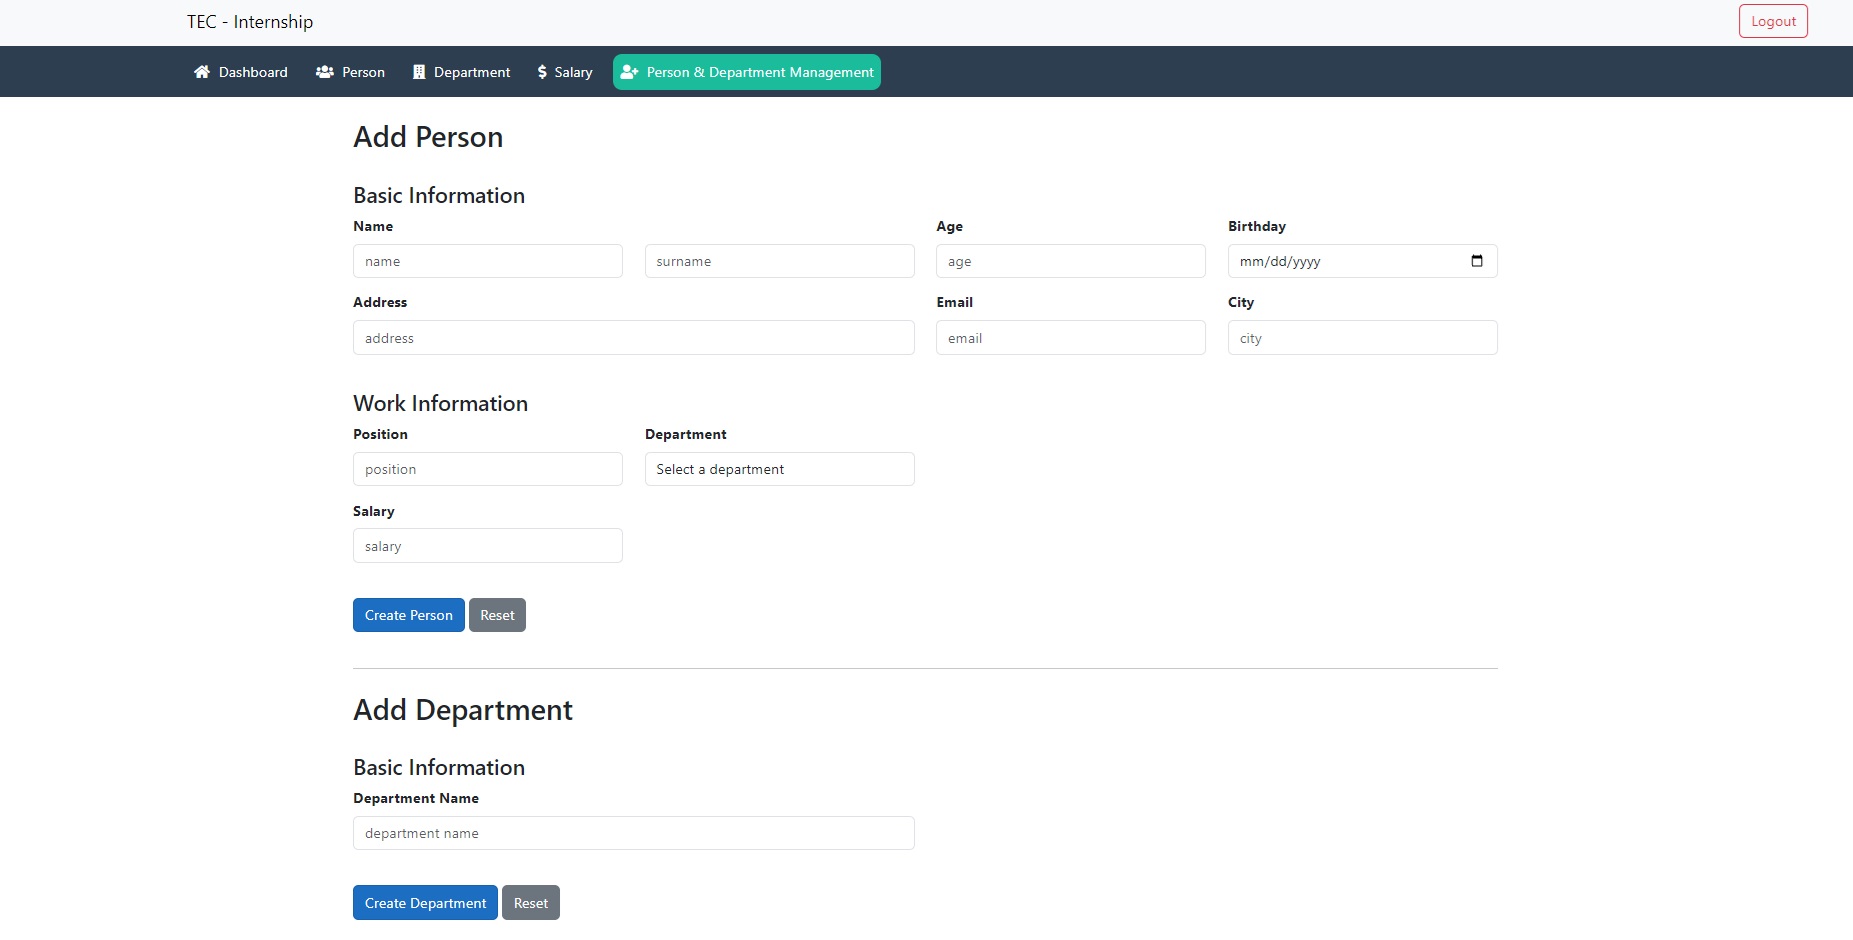 TEC - Internship
Logout
Dashboard
Person
Department
Salary
Person & Department Management
Add Person
Basic Information
Name
Age
Birthday
name
surname
age
mm/dd/yyyy
Address
Email
City
address
email
city
Work Information
Position
Department
position
Select a department
Salary
salary
Create Person
Reset
Add Department
Basic Information
Department Name
department name
Create Department
Reset